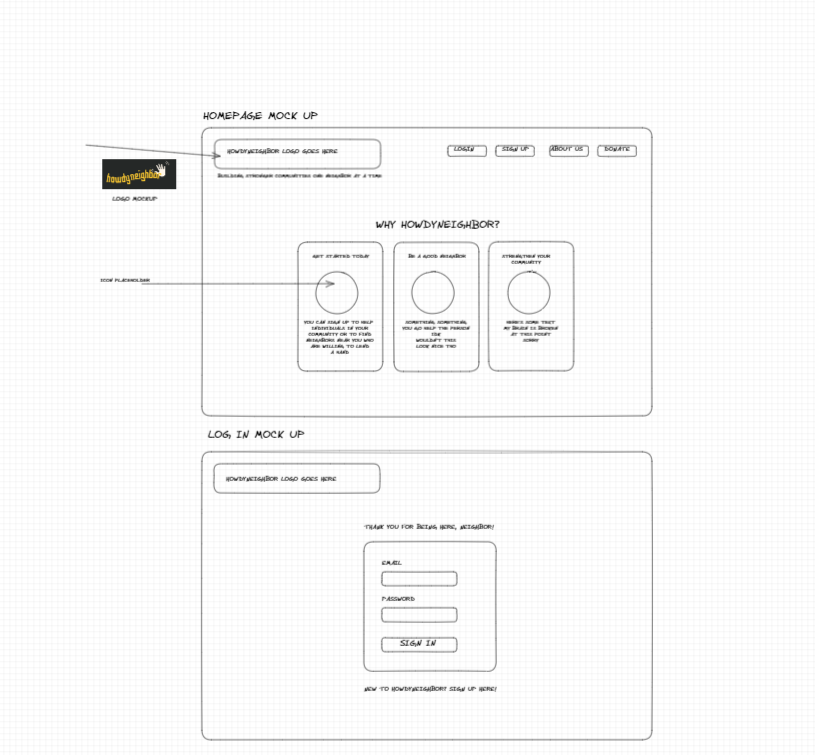 HOMEPAGE MOCK UP
HOWDYNEIGHBOR LOGO GOES HERE
LOGIN
SIGN UP
ABOUT US
DONATE
BUILDING STRONGER COMMUNITIES ONE NEIGHBOR AT A TIME
howdyneighbor
LOGO MOCKUP
WHY HOWDYNEIGHBOR?
ICON PLACEHOLDER
GET STARTED TODAY
YOU CAN SIGN UP TO HELP
INDIVIDUALS IN YOUR
COMMUNITY OR TO FIND
NEIGHBORS NEAR YOU WHO
ARE WILLING TO LEND
A HAND
BE A GOOD NEIGHBOR
SOMETHING, SOMETHING,
YOU GO HELP THE PERSON
IDK
WOULDN'T THIS
LOOK NICE THO
STRENGTHEN YOUR
COMMUNITY
HERE'S SOME TEXT
MY BRAIN IS BROKEN
AT THIS POINT
SORRY
LOG IN MOCK UP
HOWDYNEIGHBOR LOGO GOES HERE
THANK YOU FOR BEING HERE, NEIGHBOR!
EMAIL
PASSWORD
SIGN IN
NEW TO HOWDYNEIGHBOR? SIGN UP HERE!